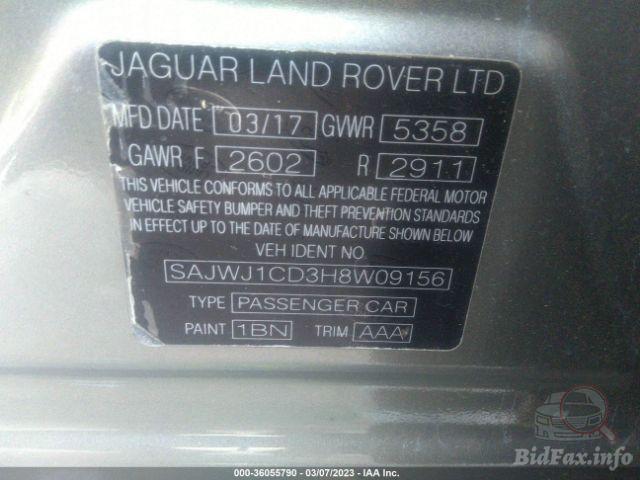 JAGUAR LAND ROVER LTD
MFD.DATE 03/17 GVWR 5358
GAWR F 2602 R 2911
THIS VEHICLE CONFORMS TO ALL APPLICABLE FEDERAL MOTOR
VEHICLE SAFETY BUMPER AND THEFT PREVENTION STANDARDS
IN EFFECT UP TO THE DATE OF MANUFACTURE SHOWN BELOW
VEH IDENT NO
SAJWJ1CD3H8W09156
TYPE PASSENGER CAR
PAINT 1BN TRIM AAA
BidFax.info
000-36055790 - 03/07/2023 - IAA Inc.